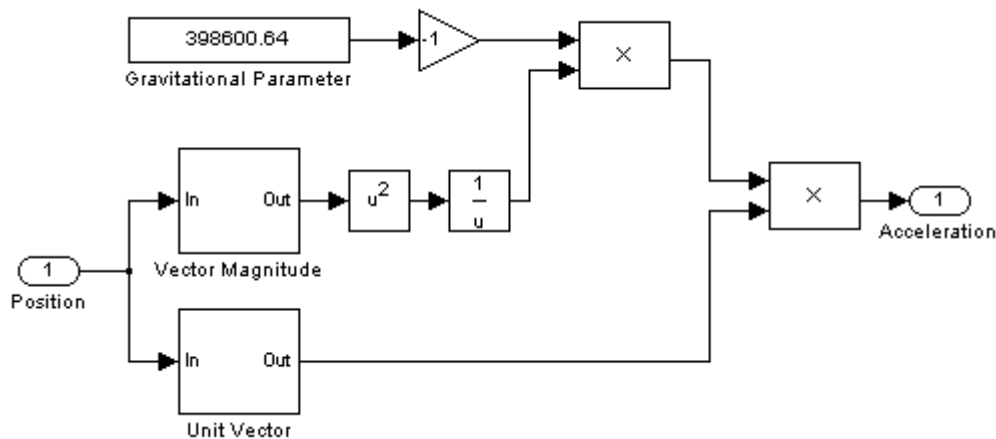 398600.64
-1
Gravitational Parameter
×
In Out
u²
1
u
Vector Magnitude
×
1
Acceleration
1
Position
In Out
Unit Vector